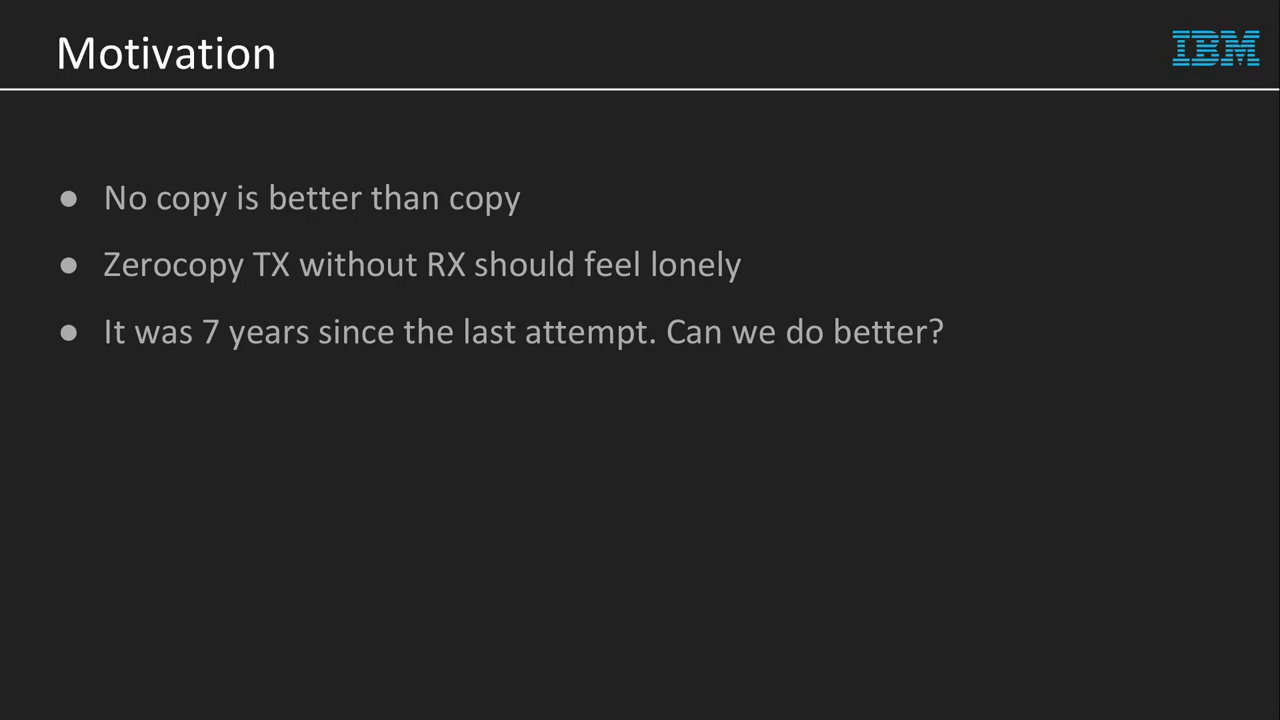 Motivation
IBM
● No copy is better than copy
● Zerocopy TX without RX should feel lonely
● It was 7 years since the last attempt. Can we do better?